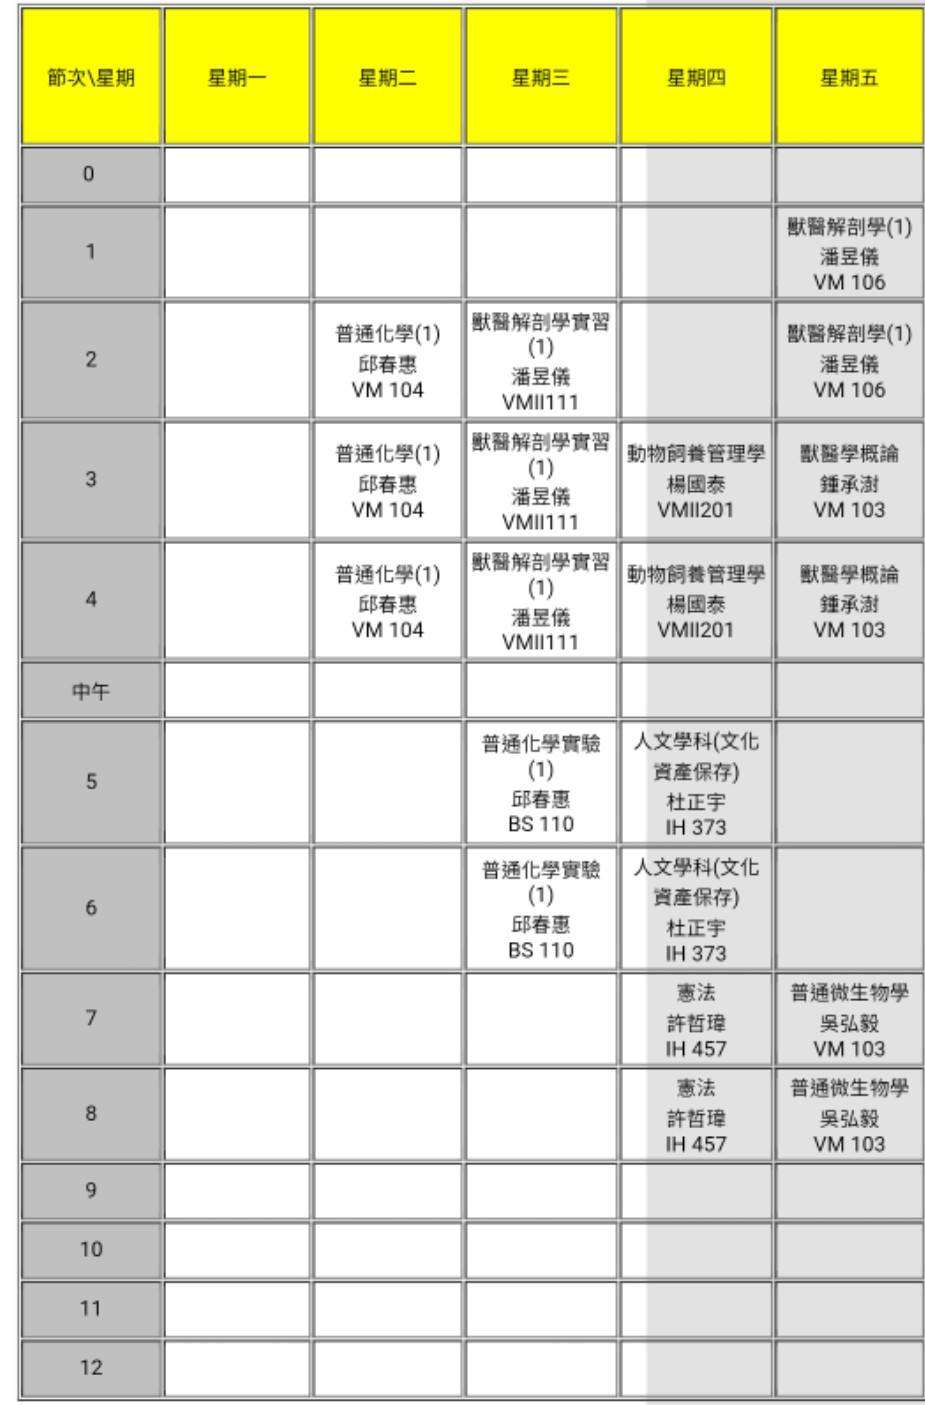 節次\星期 星期一 星期二 星期三 星期四 星期五
0
1
獸醫解剖學(1)
潘昱儀
VM 106
2
普通化學(1)
邱春惠
VM 104
獸醫解剖學實習
(1)
潘昱儀
VMII111
獸醫解剖學(1)
潘昱儀
VM 106
3
普通化學(1)
邱春惠
VM 104
獸醫解剖學實習
(1)
潘昱儀
VMII111
動物飼養管理學
楊國泰
VMII201
獸醫學概論
鍾承澍
VM 103
4
普通化學(1)
邱春惠
VM 104
獸醫解剖學實習
(1)
潘昱儀
VMII111
動物飼養管理學
楊國泰
VMII201
獸醫學概論
鍾承澍
VM 103
中午
5
普通化學實驗
(1)
邱春惠
BS 110
人文學科(文化
資產保存)
杜正宇
IH 373
6
普通化學實驗
(1)
邱春惠
BS 110
人文學科(文化
資產保存)
杜正宇
IH 373
7
憲法
許哲瑋
IH 457
普通微生物學
吳弘毅
VM 103
8
憲法
許哲瑋
IH 457
普通微生物學
吳弘毅
VM 103
9
10
11
12